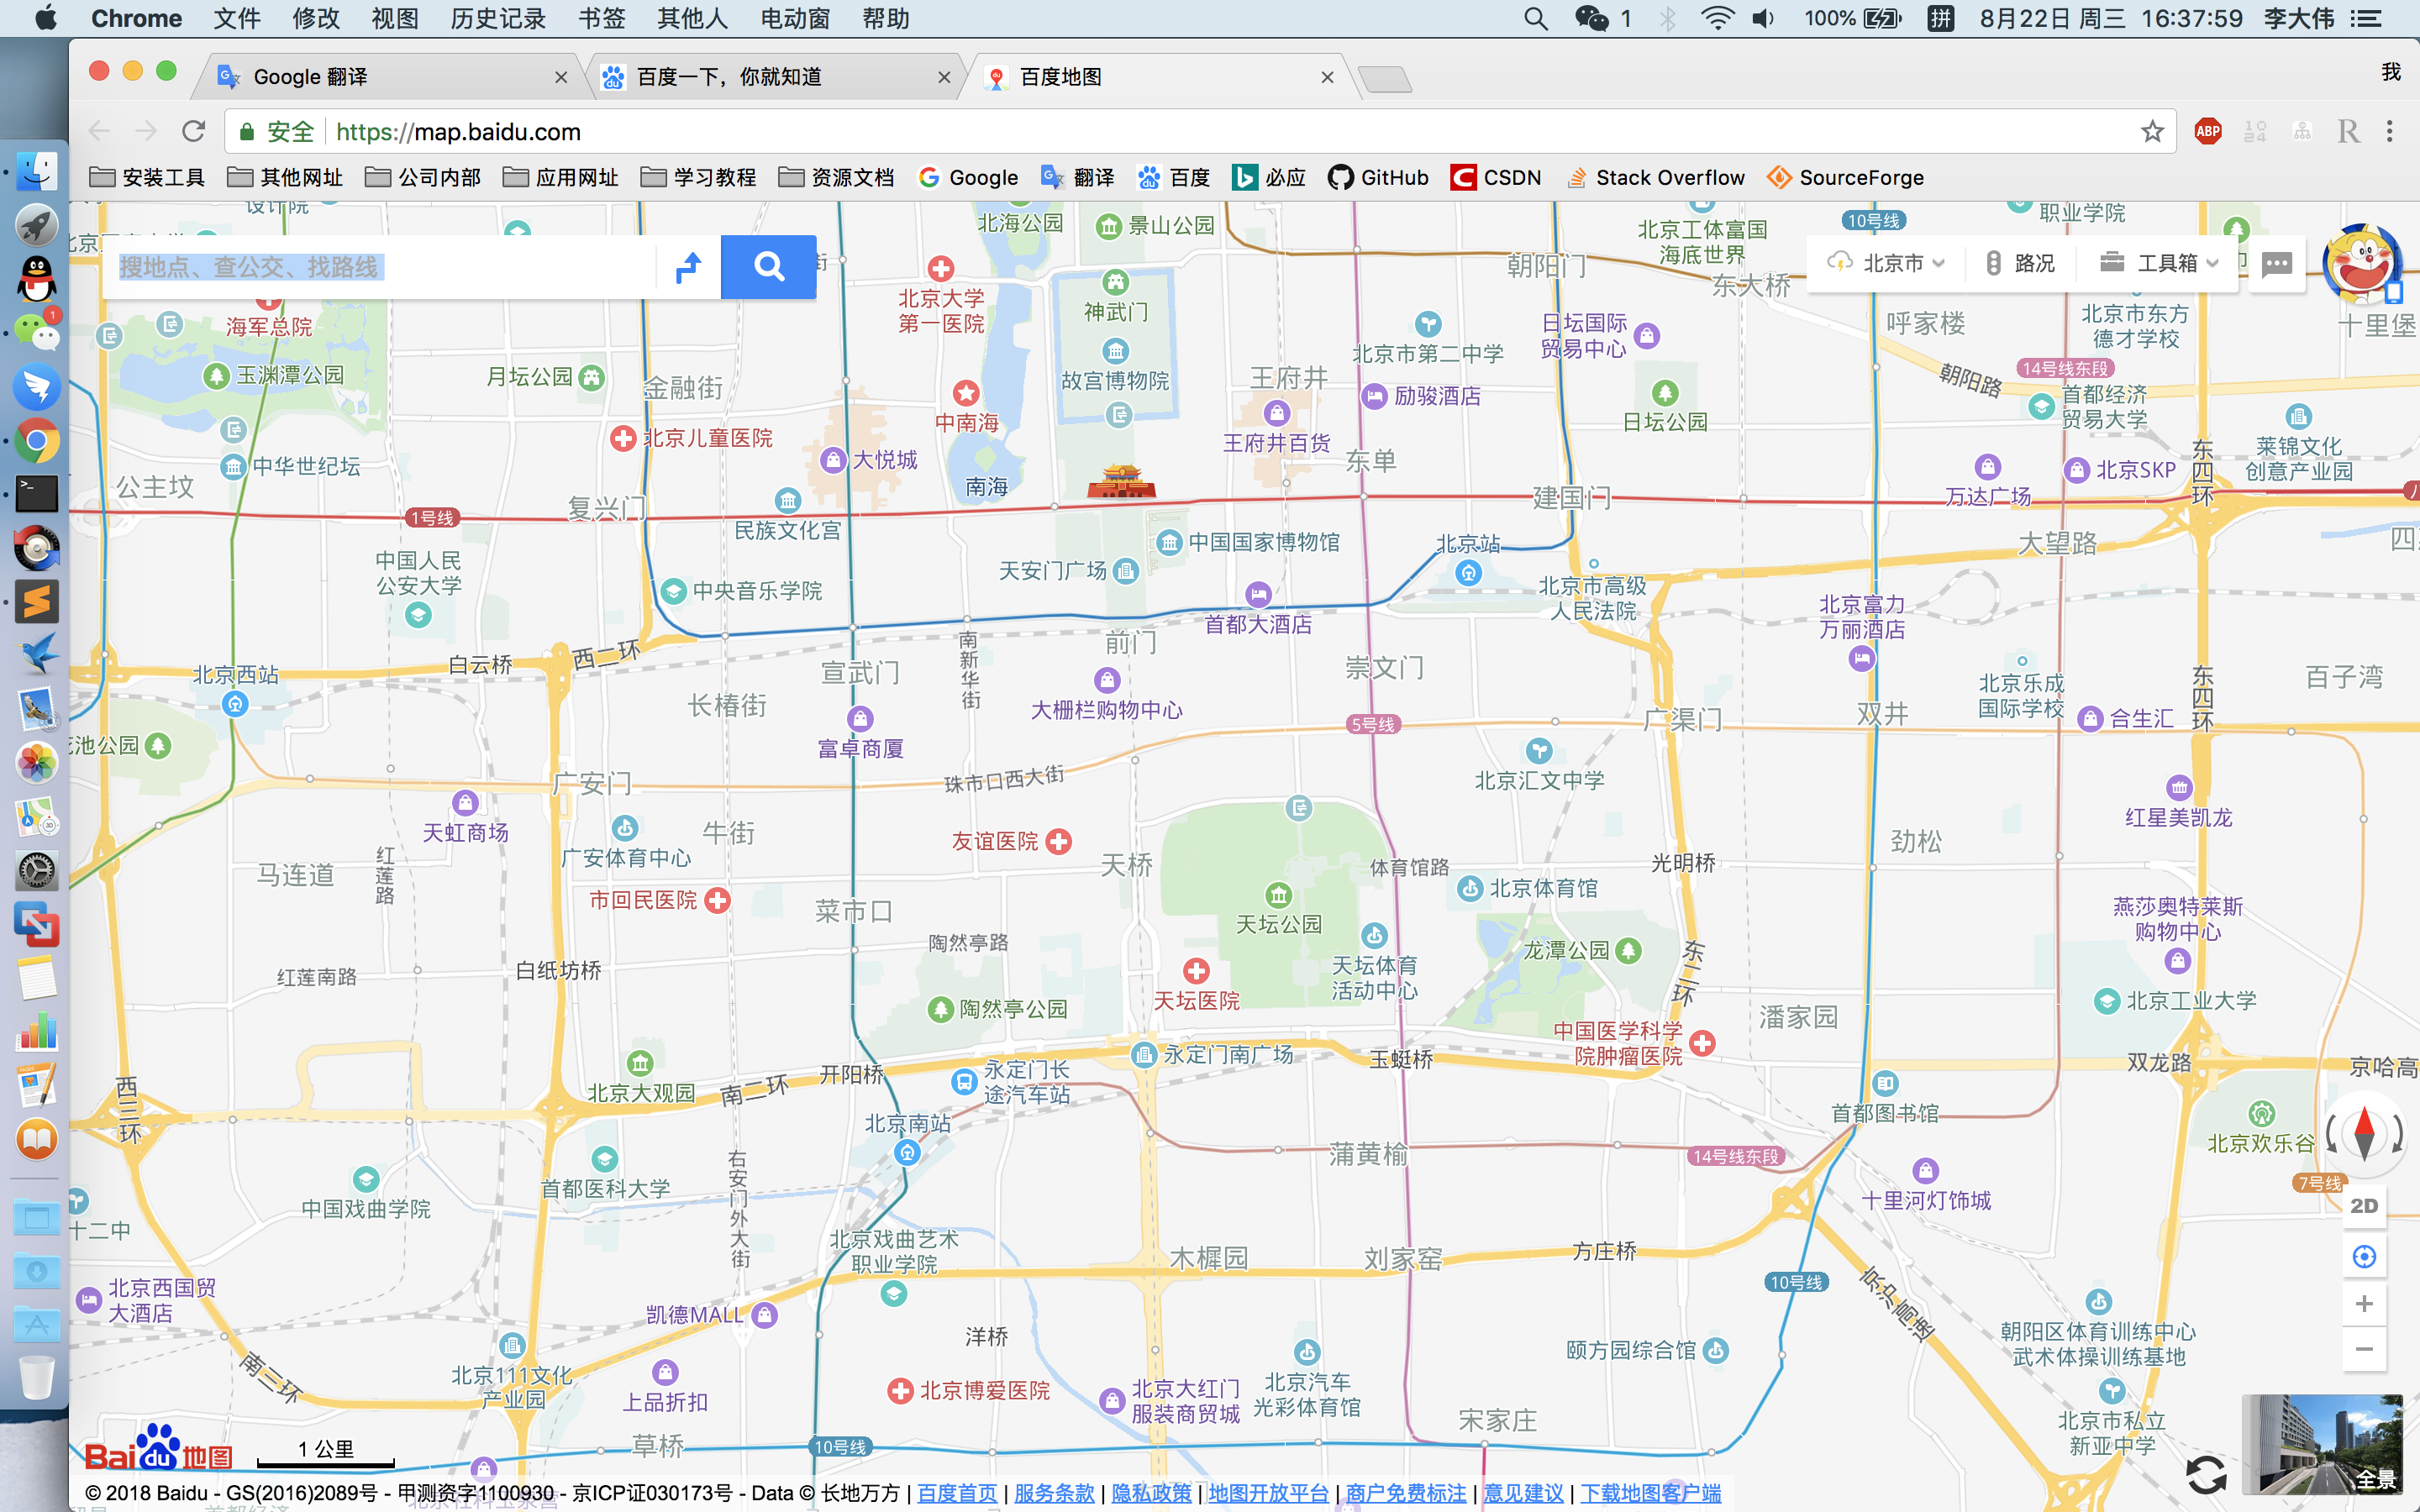 Chrome 文件 修改 视图 历史记录 书签 其他人 电动窗 帮助
1 100% 拼 8月22日 周三 16:37:59 李大伟
Google 翻译
百度一下，你就知道
百度地图
我
安全 https://map.baidu.com
ABP
R
安装工具 其他网址 公司内部 应用网址 学习教程 资源文档 Google 翻译 百度 必应 GitHub CSDN Stack Overflow SourceForge
设计院
北海公园
景山公园
北京工体富国
海底世界
10号线
职业学院
搜地点、查公交、找路线
街
朝阳门
东大桥
北京市
路况
工具箱
海军总院
北京大学
第一医院
神武门
北京市第二中学
日坛国际
贸易中心
呼家楼
北京市东方
德才学校
十里堡
玉渊潭公园
月坛公园
金融街
故宫博物院
王府井
励骏酒店
朝阳路
14号线东段
首都经济
贸易大学
中南海
日坛公园
北京儿童医院
王府井百货
大悦城
东单
东四环
莱锦文化
创意产业园
中华世纪坛
公主坟
南海
万达广场
北京SKP
复兴门
1号线
民族文化宫
建国门
中国人民
公安大学
天安门广场
中国国家博物馆
北京站
大望路
中央音乐学院
北京市高级
人民法院
首都大酒店
北京富力
万丽酒店
前门
南新华街
西二环
白云桥
北京西站
宣武门
崇文门
百子湾
北京乐成
国际学校
东四环
长椿街
大栅栏购物中心
5号线
广渠门
双井
合生汇
池公园
富卓商厦
广安门
珠市口西大街
北京汇文中学
天虹商场
牛街
广安体育中心
友谊医院
红星美凯龙
劲松
马连道
红莲路
天桥
体育馆路
光明桥
市回民医院
菜市口
北京体育馆
天坛公园
燕莎奥特莱斯
购物中心
陶然亭路
龙潭公园
东二环
红莲南路
白纸坊桥
天坛体育
活动中心
天坛医院
陶然亭公园
北京工业大学
潘家园
中国医学科学
院肿瘤医院
永定门南广场
玉蜓桥
双龙路
京哈高
西三环
北京大观园
南二环
开阳桥
永定门长
途汽车站
首都图书馆
北京南站
北京欢乐谷
蒲黄榆
14号线东段
右安门外大街
首都医科大学
中国戏曲学院
十里河灯饰城
7号线
2D
十二中
北京戏曲艺术
职业学院
木樨园
刘家窑
方庄桥
10号线
京沪高速
北京西国贸
大酒店
凯德MALL
洋桥
颐方园综合馆
朝阳区体育训练中心
武术体操训练基地
南三环
北京111文化
产业园
上品折扣
北京博爱医院
北京大红门
服装商贸城
北京汽车
光彩体育馆
宋家庄
北京市私立
新亚中学
草桥
10号线
Bai du 地图
1 公里
全景
© 2018 Baidu - GS(2016)2089号 - 甲测资字1100930 - 京ICP证030173号 - Data © 长地万方 | 百度首页 | 服务条款 | 隐私政策 | 地图开放平台 | 商户免费标注 | 意见建议 | 下载地图客户端